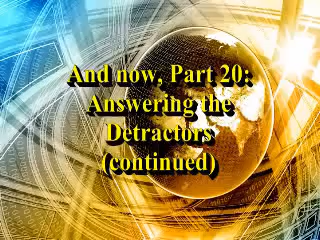 And now, Part 20:
Answering the
Detractors
(continued)